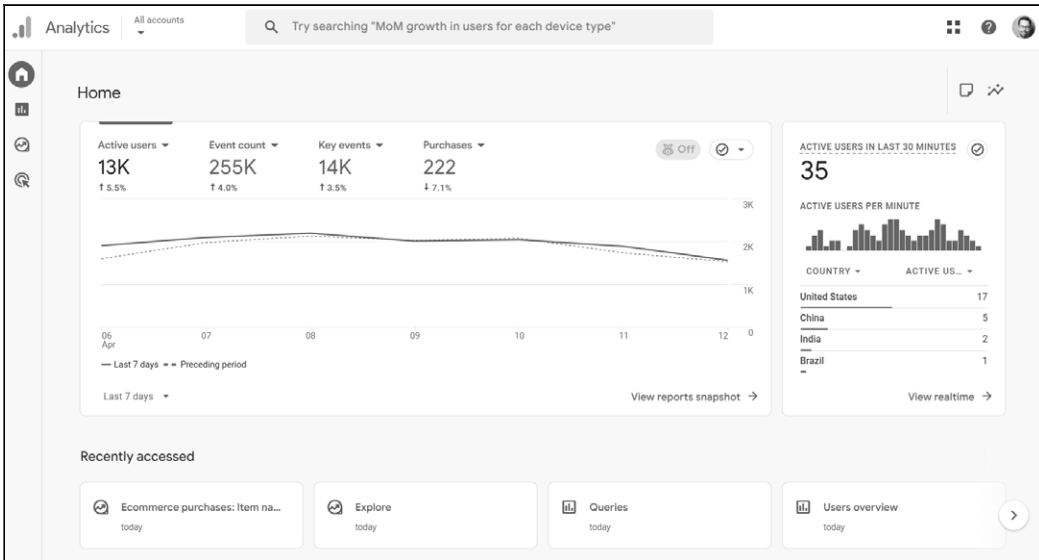 Analytics
All accounts
Try searching "MoM growth in users for each device type"
Home
Active users
13K
↑ 5.5%
Event count
255K
↑ 4.0%
Key events
14K
↑ 3.5%
Purchases
222
↓ 7.1%
Off
3K
2K
1K
0
06
Apr
07
08
09
10
11
12
Last 7 days
Preceding period
Last 7 days
View reports snapshot
ACTIVE USERS IN LAST 30 MINUTES
35
ACTIVE USERS PER MINUTE
COUNTRY
ACTIVE US...
United States 17
China 5
India 2
Brazil 1
View realtime
Recently accessed
Ecommerce purchases: Item na...
today
Explore
today
Queries
today
Users overview
today